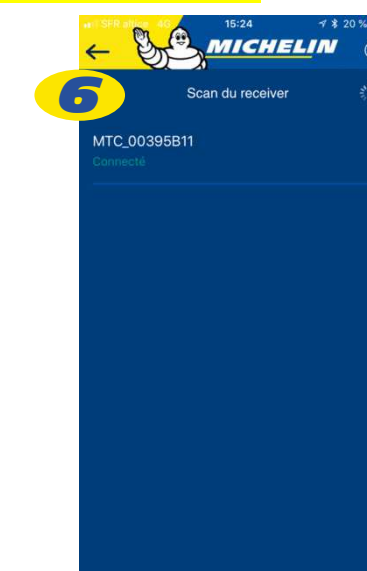 SFR altice 4G 15:24 20 %
MICHELIN
6
Scan du receiver
MTC_00395B11
Connecté